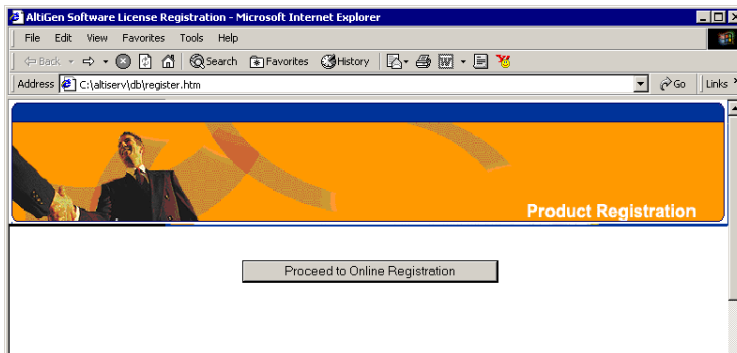 AltiGen Software License Registration - Microsoft Internet Explorer
File Edit View Favorites Tools Help
Back Search Favorites History
Address C:\altiserv\db\register.htm Go Links
Product Registration
Proceed to Online Registration